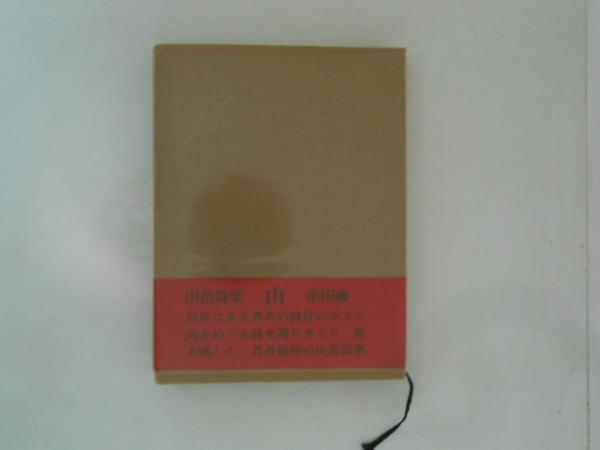 山岳詩集 山 串田孫一
長年に亙る著者の詩作の中より
山をめぐる詩を選りすぐり 集
大成した、著者最初の山岳詩集